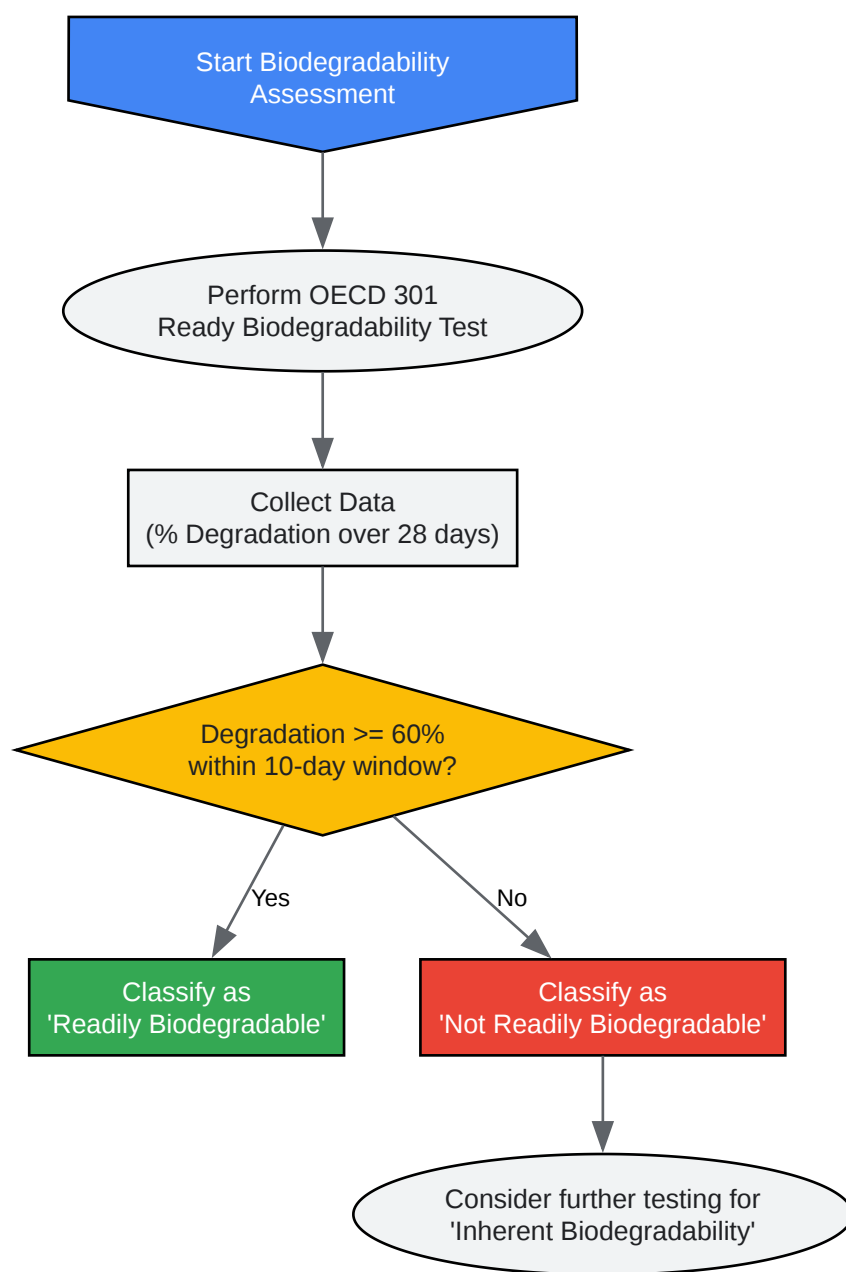 Start Biodegradability
Assessment
Perform OECD 301
Ready Biodegradability Test
Collect Data
(% Degradation over 28 days)
Degradation >= 60%
within 10-day window?
Yes
No
Classify as
'Readily Biodegradable'
Classify as
'Not Readily Biodegradable'
Consider further testing for
'Inherent Biodegradability'